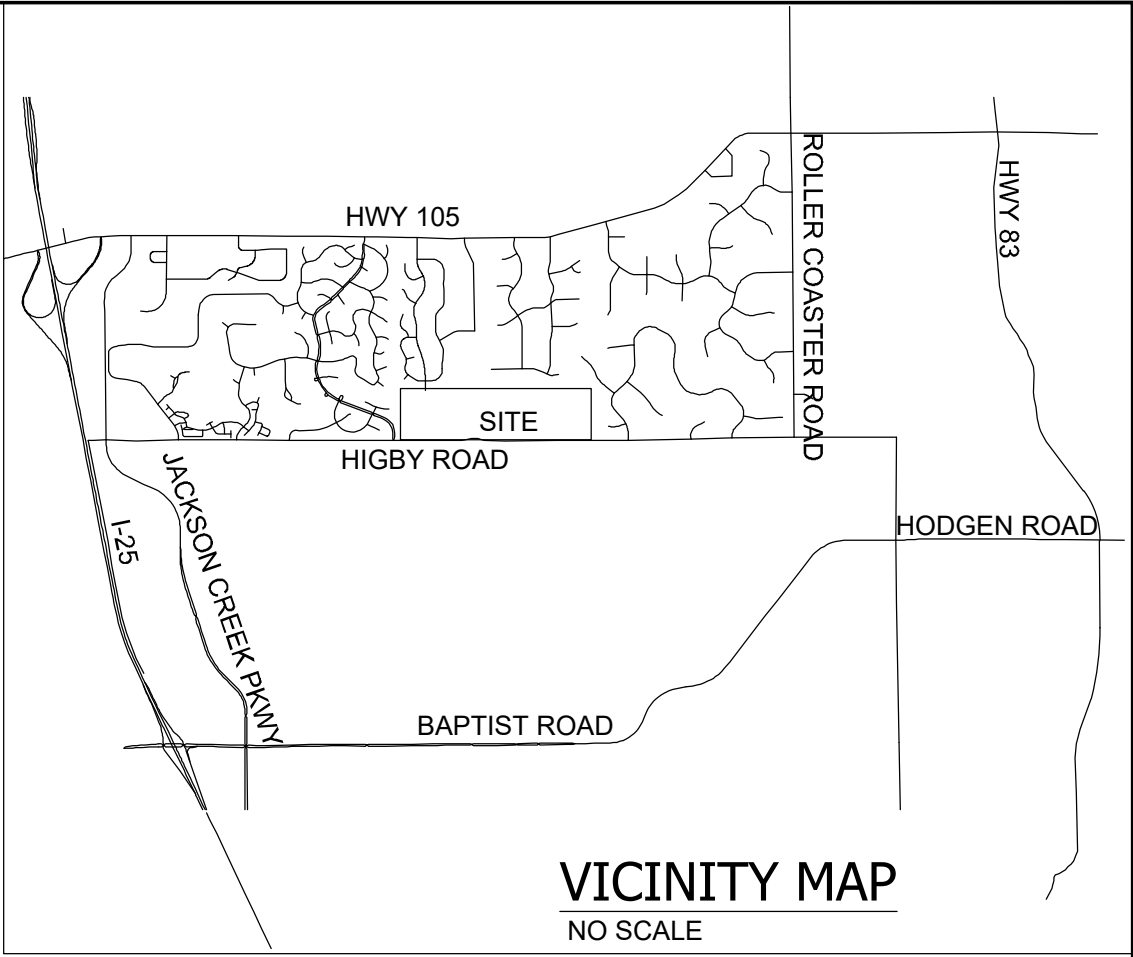 HWY 105
ROLLER COASTER ROAD
HWY 83
SITE
HIGBY ROAD
I-25
JACKSON CREEK PKWY
HODGEN ROAD
BAPTIST ROAD
VICINITY MAP
NO SCALE